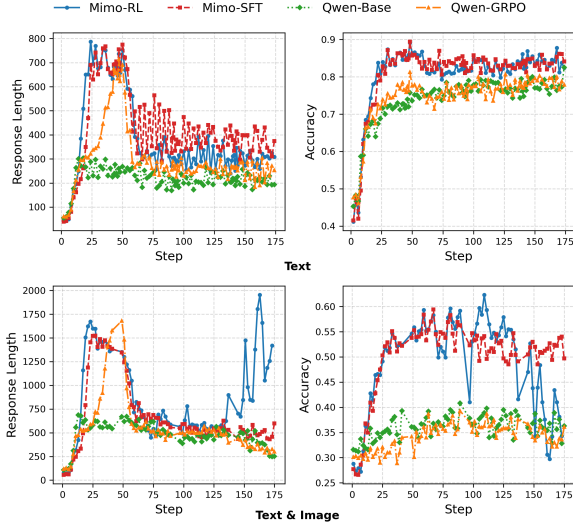 Mimo-RL Mimo-SFT Qwen-Base Qwen-GRPO
Response Length
800
700
600
500
400
300
200
100
0 25 50 75 100 125 150 175
Step
Accuracy
0.9
0.8
0.7
0.6
0.5
0.4
0 25 50 75 100 125 150 175
Step
Text
Response Length
2000
1750
1500
1250
1000
750
500
250
0
0 25 50 75 100 125 150 175
Step
Accuracy
0.60
0.55
0.50
0.45
0.40
0.35
0.30
0.25
0 25 50 75 100 125 150 175
Step
Text & Image